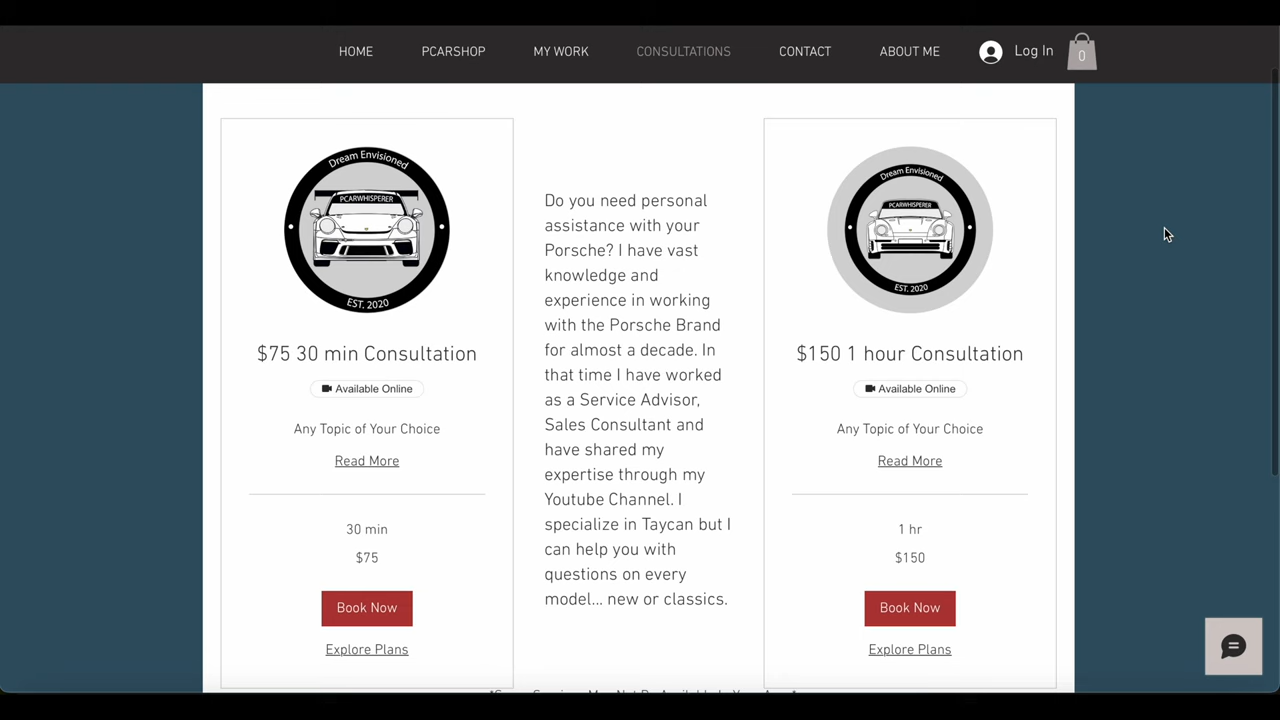 HOME
PCARSHOP
MY WORK
CONSULTATIONS
CONTACT
ABOUT ME
Log In
0
Dream Envisioned
PCARWHISPERER
EST. 2020
$75 30 min Consultation
Available Online
Any Topic of Your Choice
Read More
30 min
$75
Book Now
Explore Plans
Do you need personal
assistance with your
Porsche? I have vast
knowledge and
experience in working
with the Porsche Brand
for almost a decade. In
that time I have worked
as a Service Advisor,
Sales Consultant and
have shared my
expertise through my
Youtube Channel. I
specialize in Taycan but I
can help you with
questions on every
model... new or classics.
Dream Envisioned
PCARWHISPERER
EST. 2020
$150 1 hour Consultation
Available Online
Any Topic of Your Choice
Read More
1 hr
$150
Book Now
Explore Plans